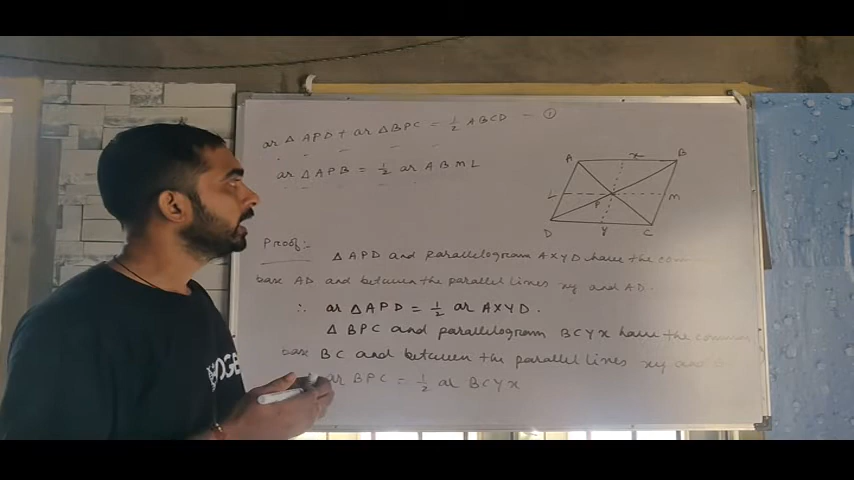 ar △ APD + ar △ BPC = 1/2 ABCD - ①
ar △ APB = 1/2 ar ABML
A x B
L P M
D Y C
Proof:- △ APD and parallelogram AXYD have the
base AD and between the parallel lines xy and AD.
∴ ar △ APD = 1/2 ar AXYD.
△ BPC and parallelogram BCYX have the common
base BC and between the parallel lines xy and
ar BPC = 1/2 ar BCYX